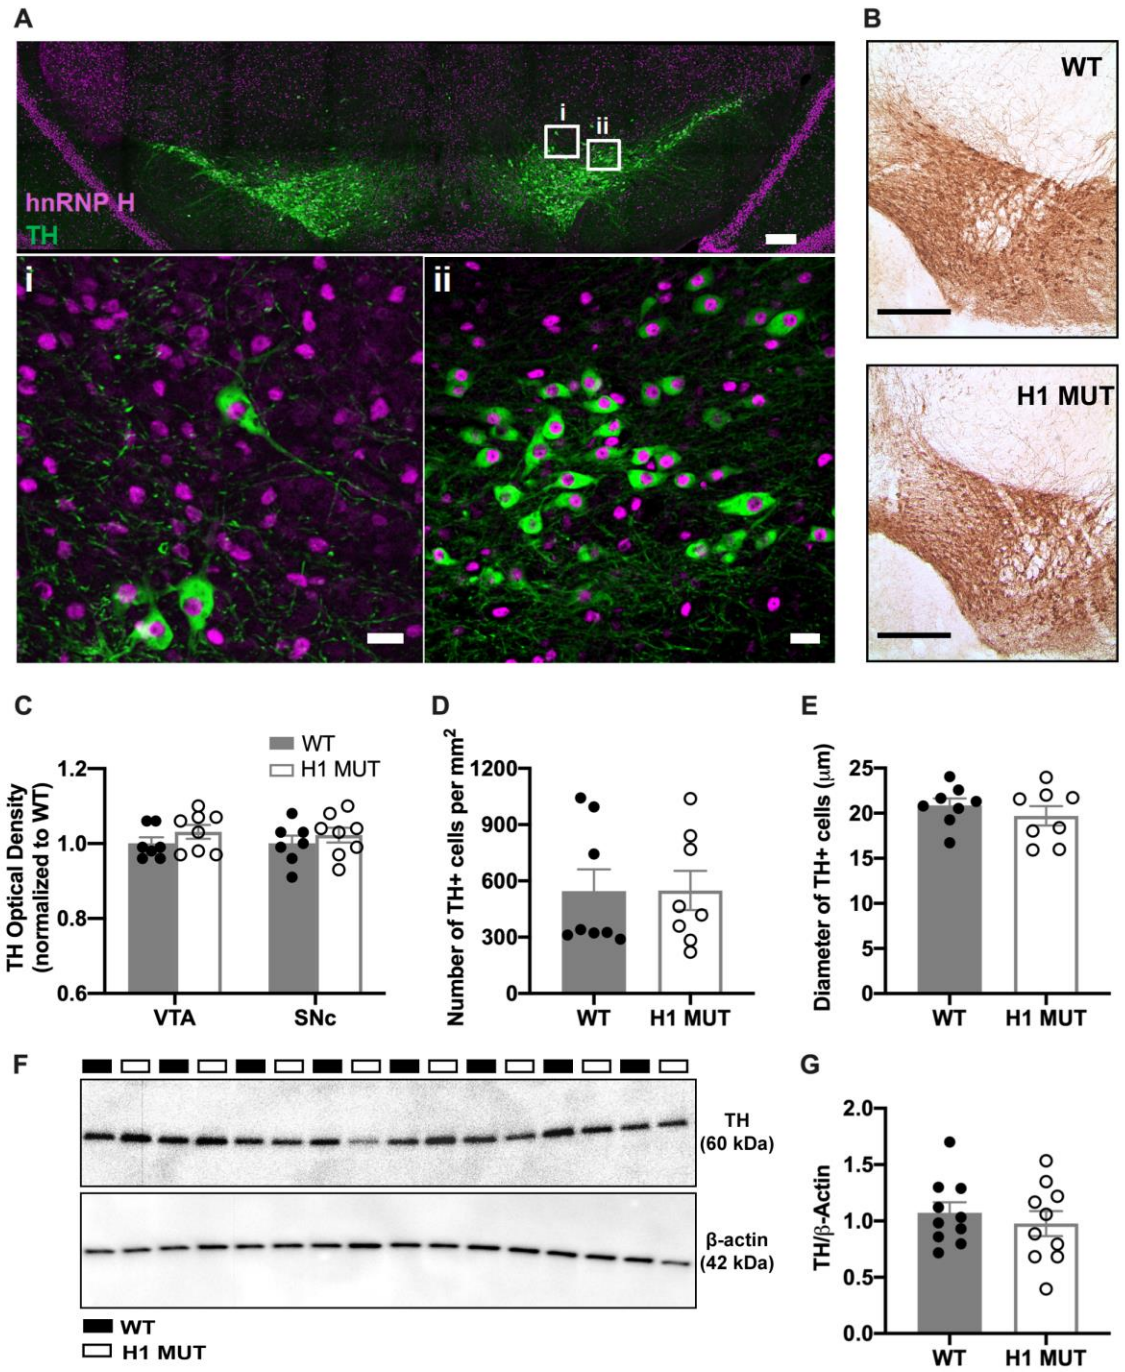 A
B
i
ii
hnRNP H
TH
i
ii
WT
H1 MUT
C
D
E
WT
H1 MUT
TH Optical Density
(normalized to WT)
1.2
1.0
0.8
0.6
VTA
SNc
Number of TH+ cells per mm²
1200
900
600
300
0
WT
H1 MUT
Diameter of TH+ cells (μm)
25
20
15
10
5
0
WT
H1 MUT
F
G
TH
(60 kDa)
β-actin
(42 kDa)
WT
H1 MUT
TH/β-Actin
2.0
1.5
1.0
0.5
0.0
WT
H1 MUT